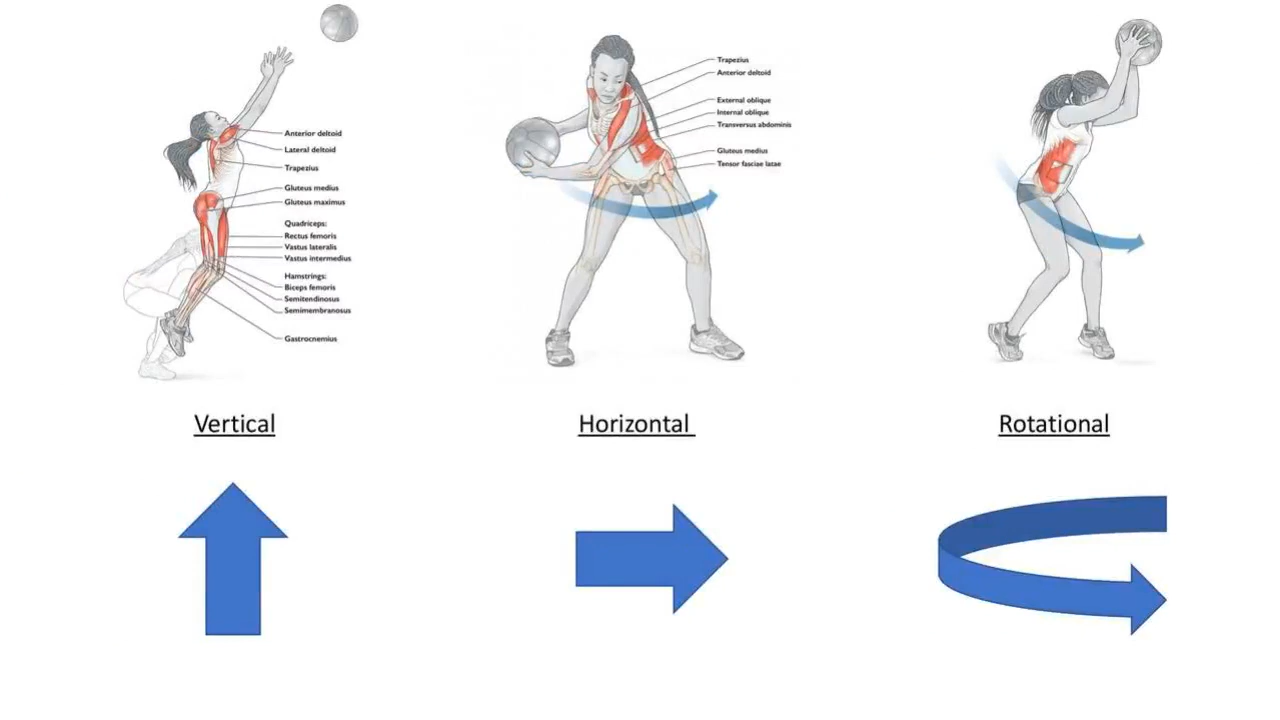 Anterior deltoid
Lateral deltoid
Trapezius
Gluteus medius
Gluteus maximus
Quadriceps:
Rectus femoris
Vastus lateralis
Vastus intermedius
Hamstrings:
Biceps femoris
Semitendinosus
Semimembranosus
Gastrocnemius
Trapezius
Anterior deltoid
External oblique
Internal oblique
Transversus abdominis
Gluteus medius
Tensor fasciae latae
Vertical
Horizontal
Rotational